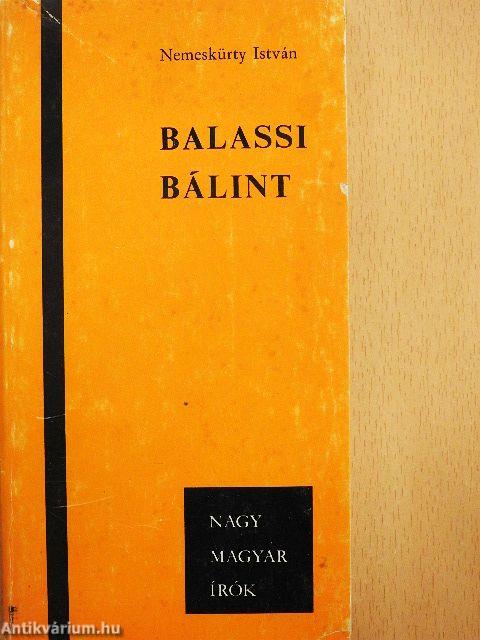 Nemeskürty István
BALASSI
BÁLINT
NAGY
MAGYAR
ÍRÓK
Antikvárium.hu